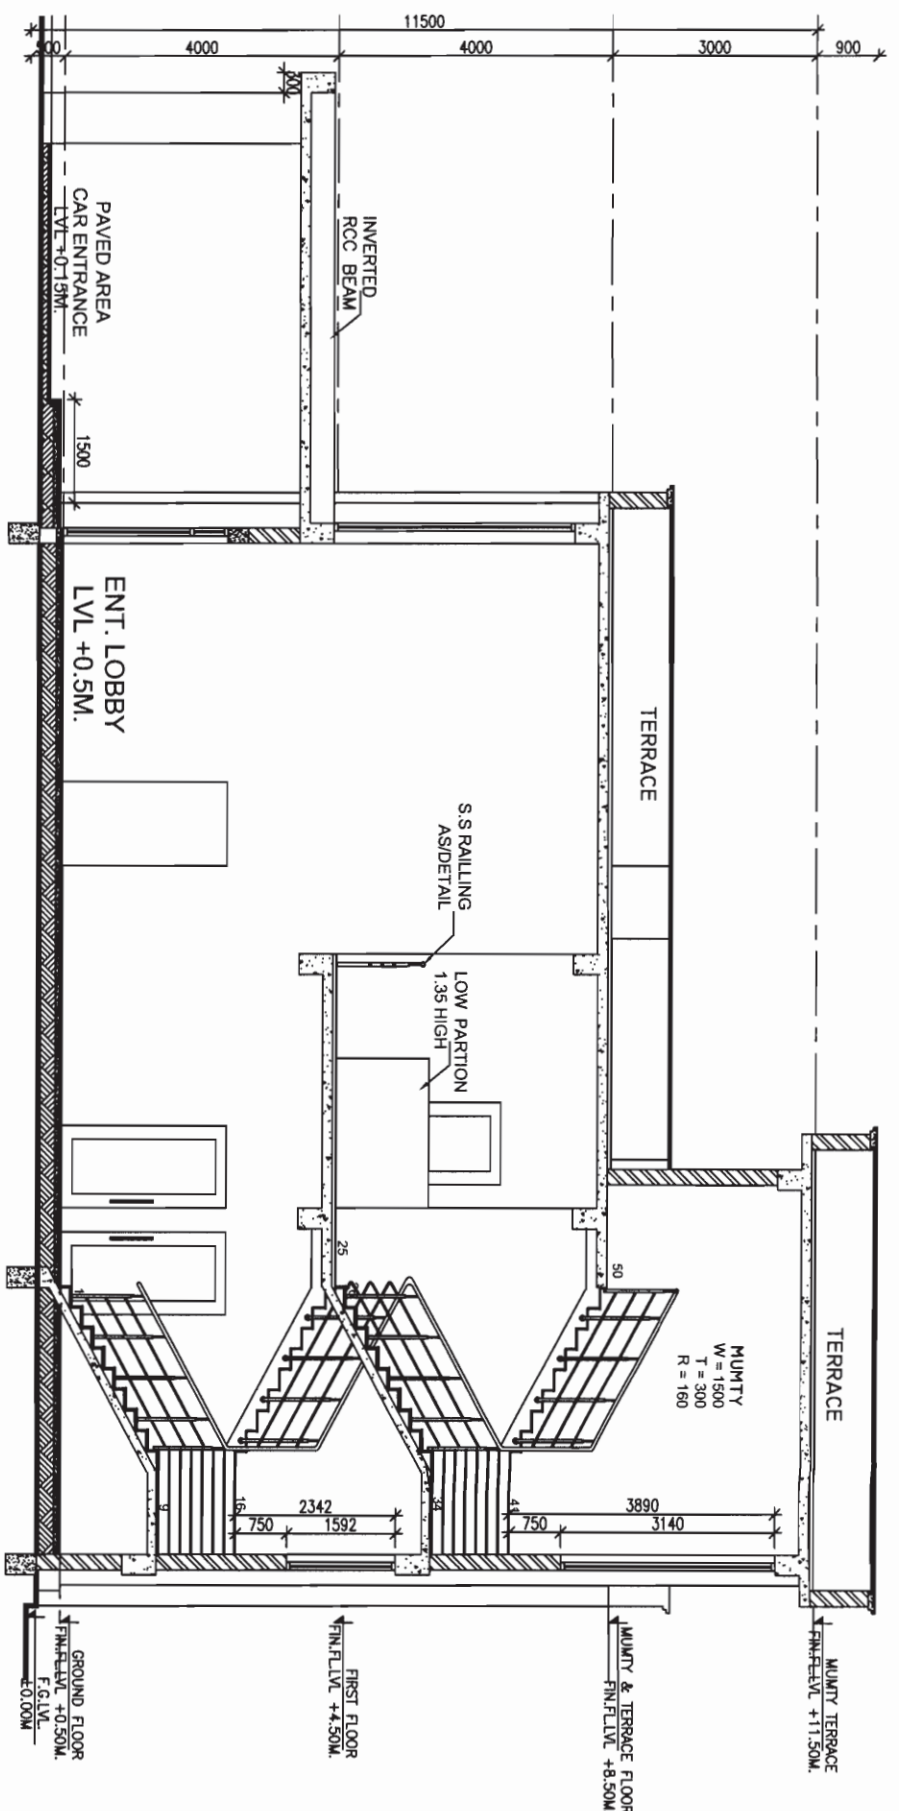 11500
500
4000
4000
3000
900
600
PAVED AREA
CAR ENTRANCE
LVL +0.15M.
1500
INVERTED
RCC BEAM
ENT. LOBBY
LVL +0.5M.
TERRACE
S.S RAILLING
AS/DETAIL
LOW PARTION
1.35 HIGH
25
50
MUMTY
W = 1500
T = 300
R = 160
TERRACE
1
9
16
34
41
2342
750
1592
3890
750
3140
MUMTY TERRACE
FIN.FL.LVL +11.50M.
MUMTY & TERRACE FLOOR
FIN.FL.LVL +8.50M
FIRST FLOOR
FIN.FL.LVL +4.50M.
GROUND FLOOR
FIN.FL.LVL +0.50M.
F.G.LVL.
±0.00M